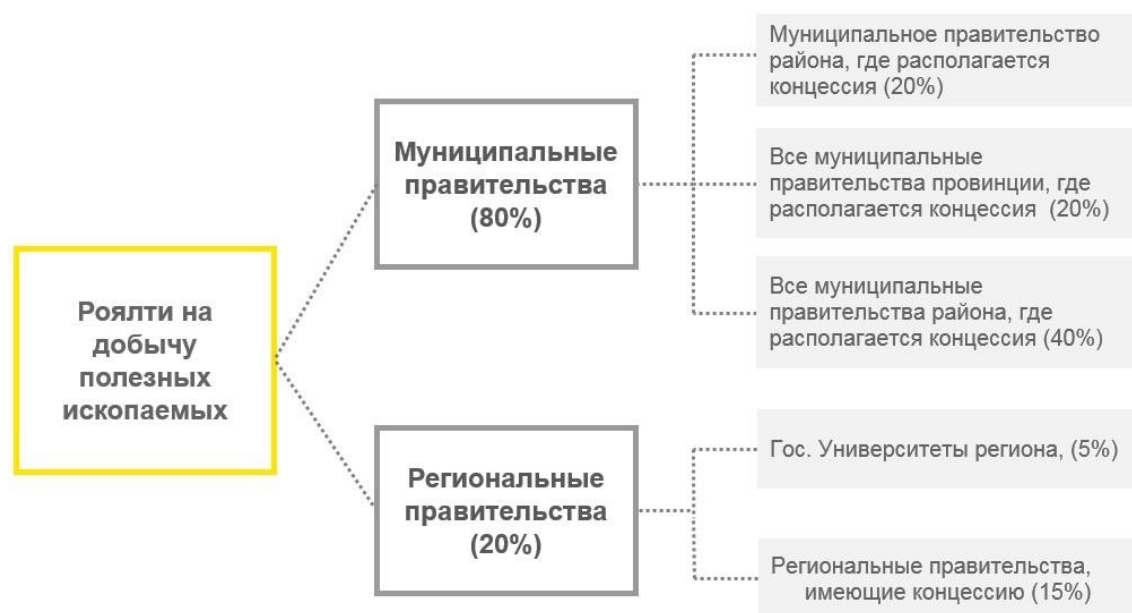 Роялти на
добычу
полезных
ископаемых
Муниципальные
правительства
(80%)
Муниципальное правительство
района, где располагается
концессия (20%)
Все муниципальные
правительства провинции, где
располагается концессия (20%)
Все муниципальные
правительства района, где
располагается концессия (40%)
Региональные
правительства
(20%)
Гос. Университеты региона, (5%)
Региональные правительства,
имеющие концессию (15%)